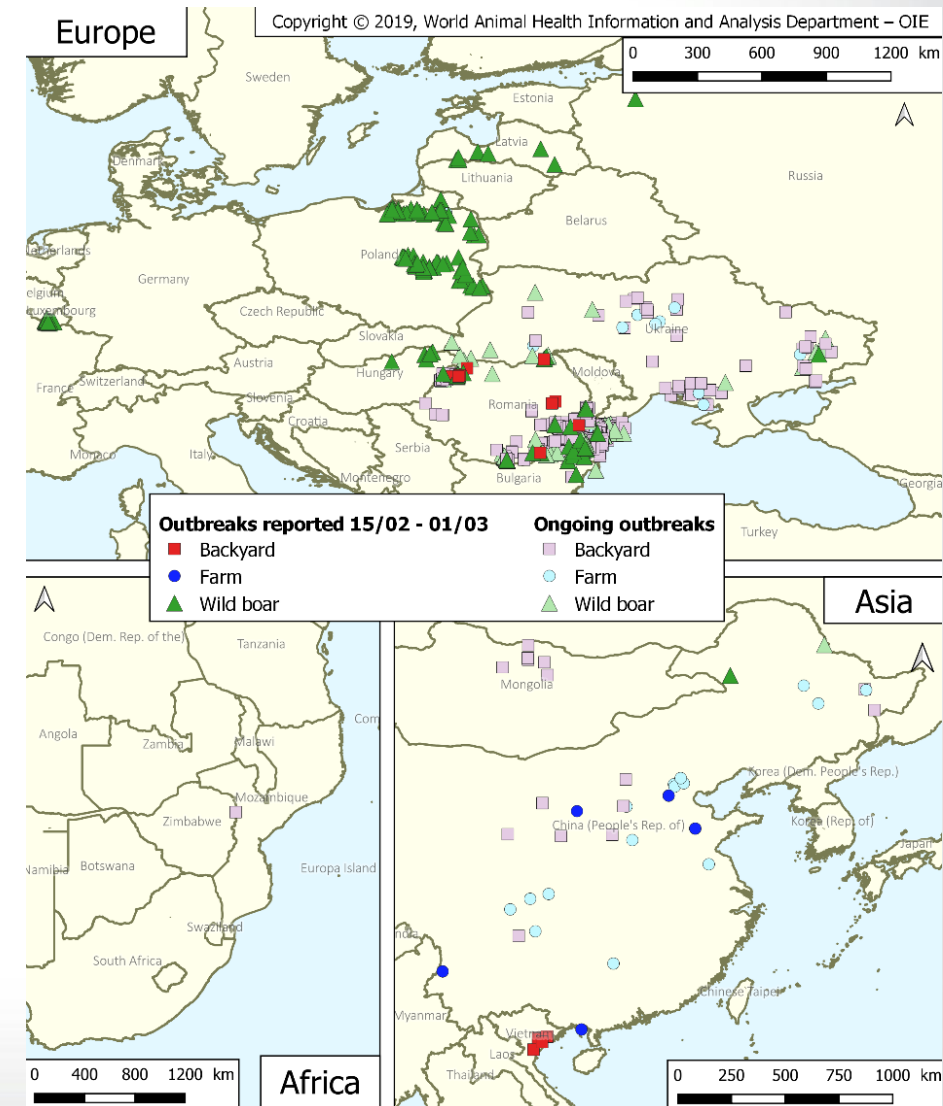 Europe
Copyright © 2019, World Animal Health Information and Analysis Department – OIE
0 300 600 900 1200 km
Sweden
Estonia
Latvia
Denmark
Lithuania
Russia
Belarus
Netherlands
Poland
Germany
elgium
uxembourg
Czech Republic
Ukraine
Slovakia
Austria
France
Switzerland
Hungary
Moldova
Slovenia
Romania
Croatia
Monaco
Italy
Serbia
Montenegro
Bulgaria
Georgia
Turkey
Outbreaks reported 15/02 - 01/03
Backyard
Farm
Wild boar
Ongoing outbreaks
Backyard
Farm
Wild boar
Congo (Dem. Rep. of the)
Tanzania
Angola
Zambia
Malawi
Com
Mozambique
Zimbabwe
Namibia
Botswana
Europa Island
Swaziland
South Africa
0 400 800 1200 km
Africa
Asia
Mongolia
Korea (Dem. People's Rep.)
China (People's Rep. of)
Korea (Rep. of)
Japan
ndia
Myanmar
Chinese Taipei
Vietnam
Laos
Thailand
0 250 500 750 1000 km